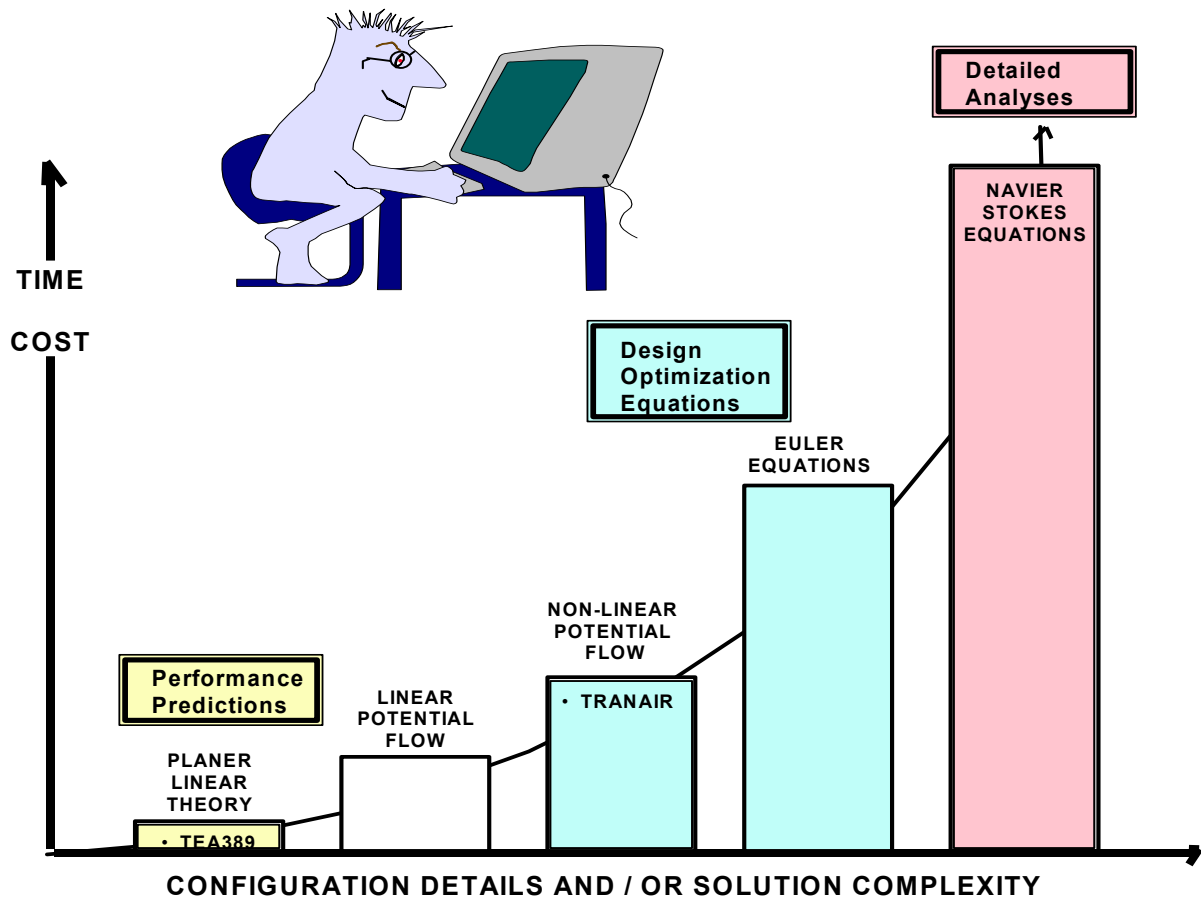 Detailed
Analyses
NAVIER
STOKES
EQUATIONS
TIME
COST
Design
Optimization
Equations
EULER
EQUATIONS
NON-LINEAR
POTENTIAL
FLOW
• TRANAIR
Performance
Predictions
LINEAR
POTENTIAL
FLOW
PLANER
LINEAR
THEORY
• TEA389
CONFIGURATION DETAILS AND / OR SOLUTION COMPLEXITY